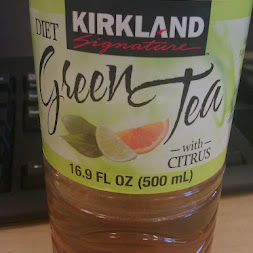 KIRKLAND
Signature
DIET
Green Tea
with
CITRUS
16.9 FL OZ (500 mL)